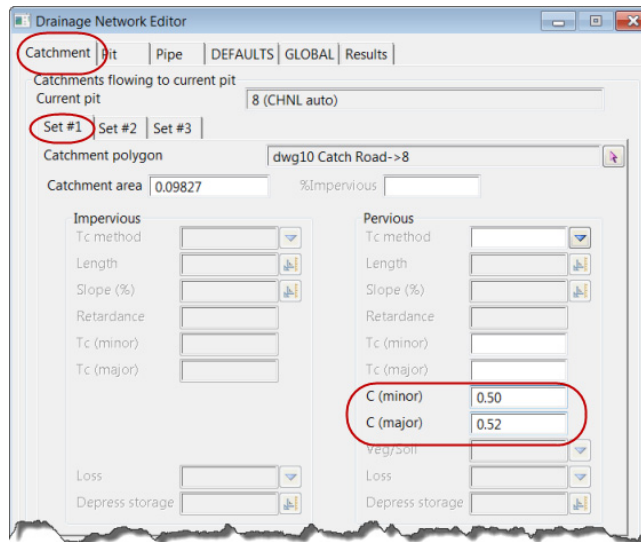 Drainage Network Editor
Catchment Pit Pipe DEFAULTS GLOBAL Results
Catchments flowing to current pit
Current pit 8 (CHNL auto)
Set #1 Set #2 Set #3
Catchment polygon dwg10 Catch Road->8
Catchment area 0.09827 %Impervious
Impervious Pervious
Tc method Tc method
Length Length
Slope (%) Slope (%)
Retardance Retardance
Tc (minor) Tc (minor)
Tc (major) Tc (major)
C (minor) 0.50
C (major) 0.52
Veg/Soil
Loss Loss
Depress storage Depress storage